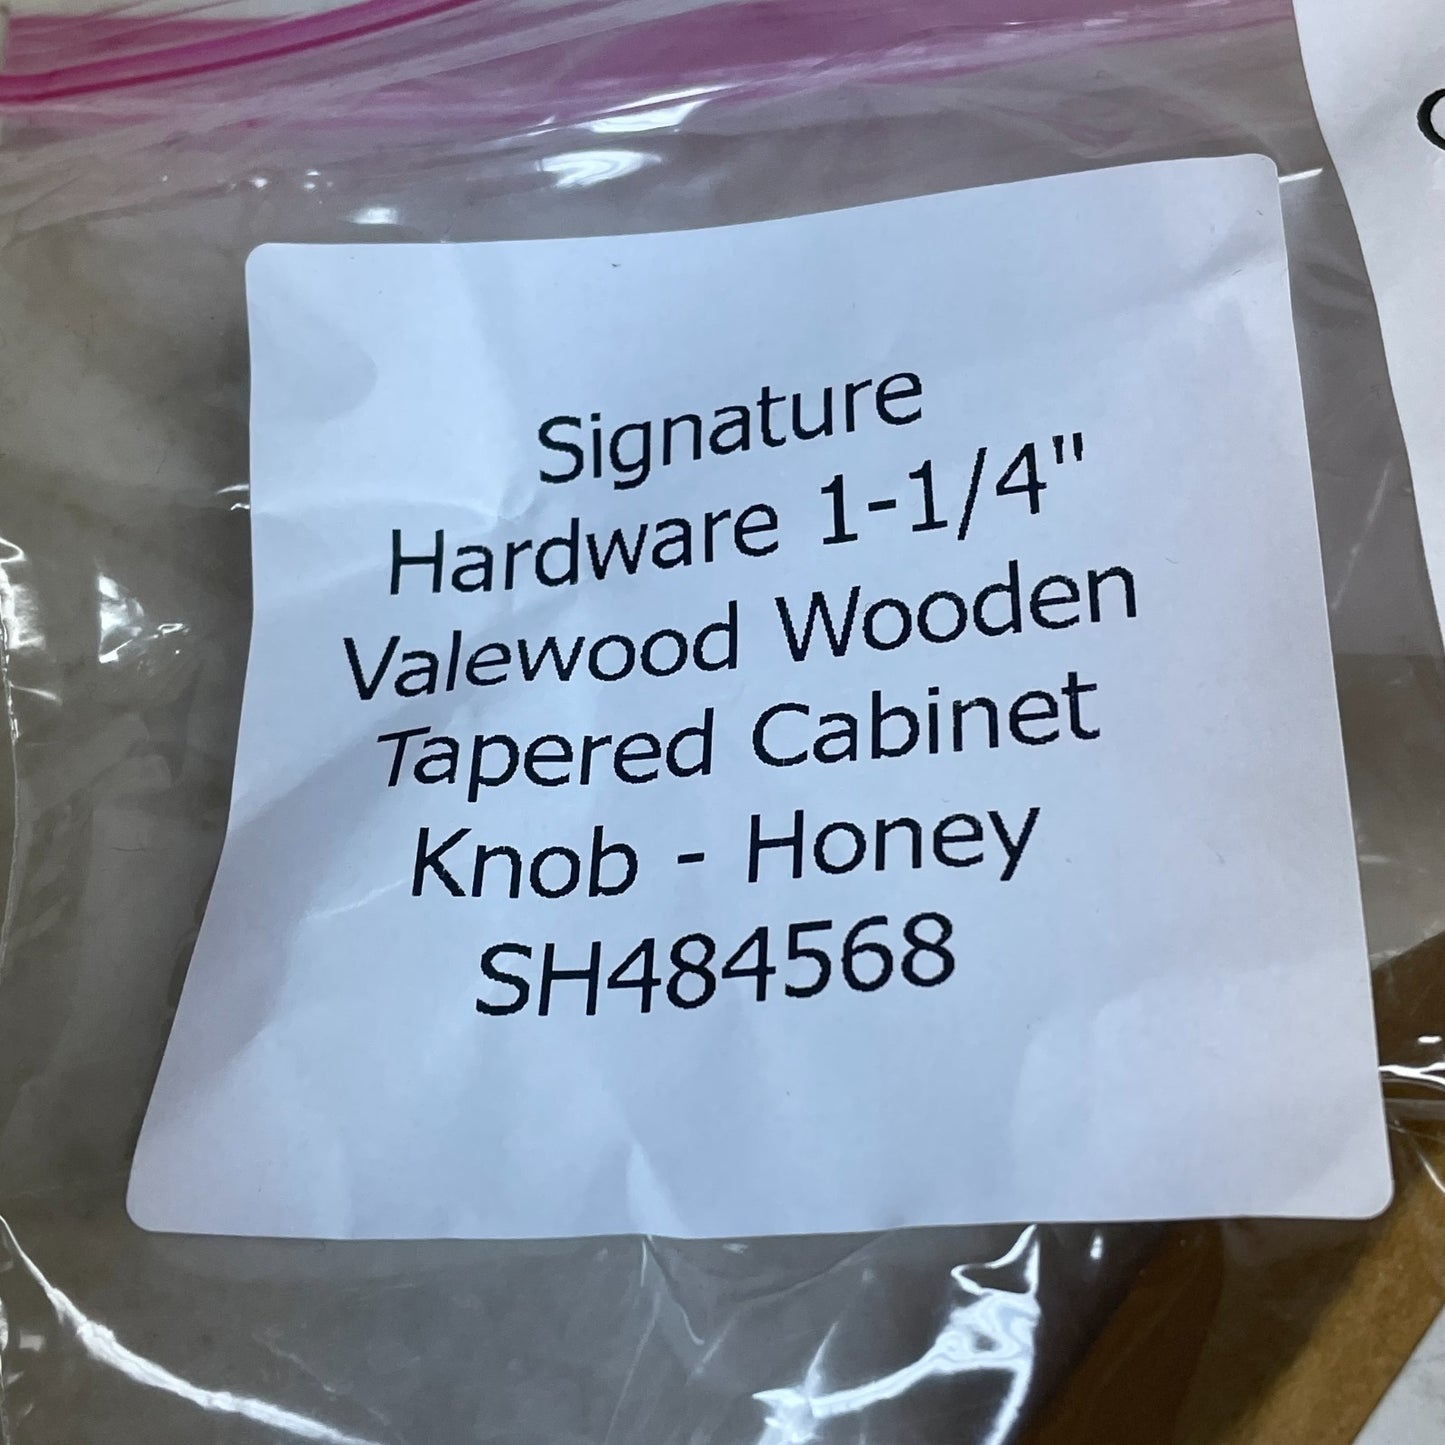 Signature
Hardware 1-1/4"
Valewood Wooden
Tapered Cabinet
Knob - Honey
SH484568